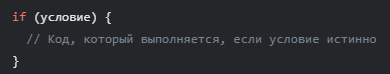 if (условие) {
  // Код, который выполняется, если условие истинно
}